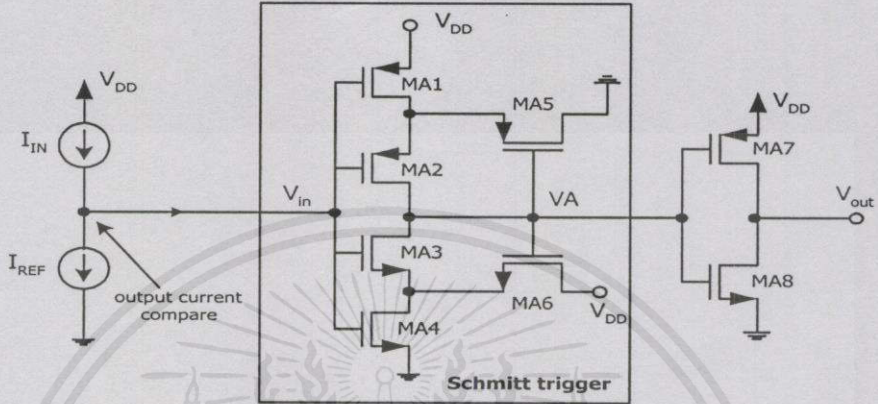 V_DD
V_DD
MA1
MA5
I_IN
MA2
V_in
VA
V_DD
MA7
V_out
I_REF
MA3
output current
compare
MA4
MA6
V_DD
MA8
Schmitt trigger